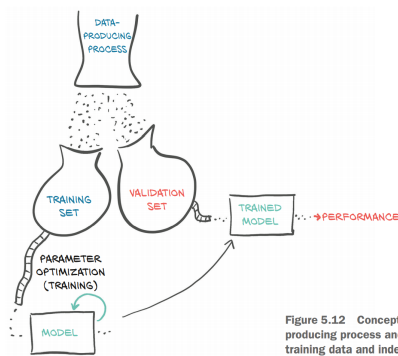 DATA-
PRODUCING
PROCESS
TRAINING
SET
VALIDATION
SET
TRAINED
MODEL
PERFORMANCE
PARAMETER
OPTIMIZATION
(TRAINING)
MODEL
Figure 5.12 Concept
producing process an
training data and inde